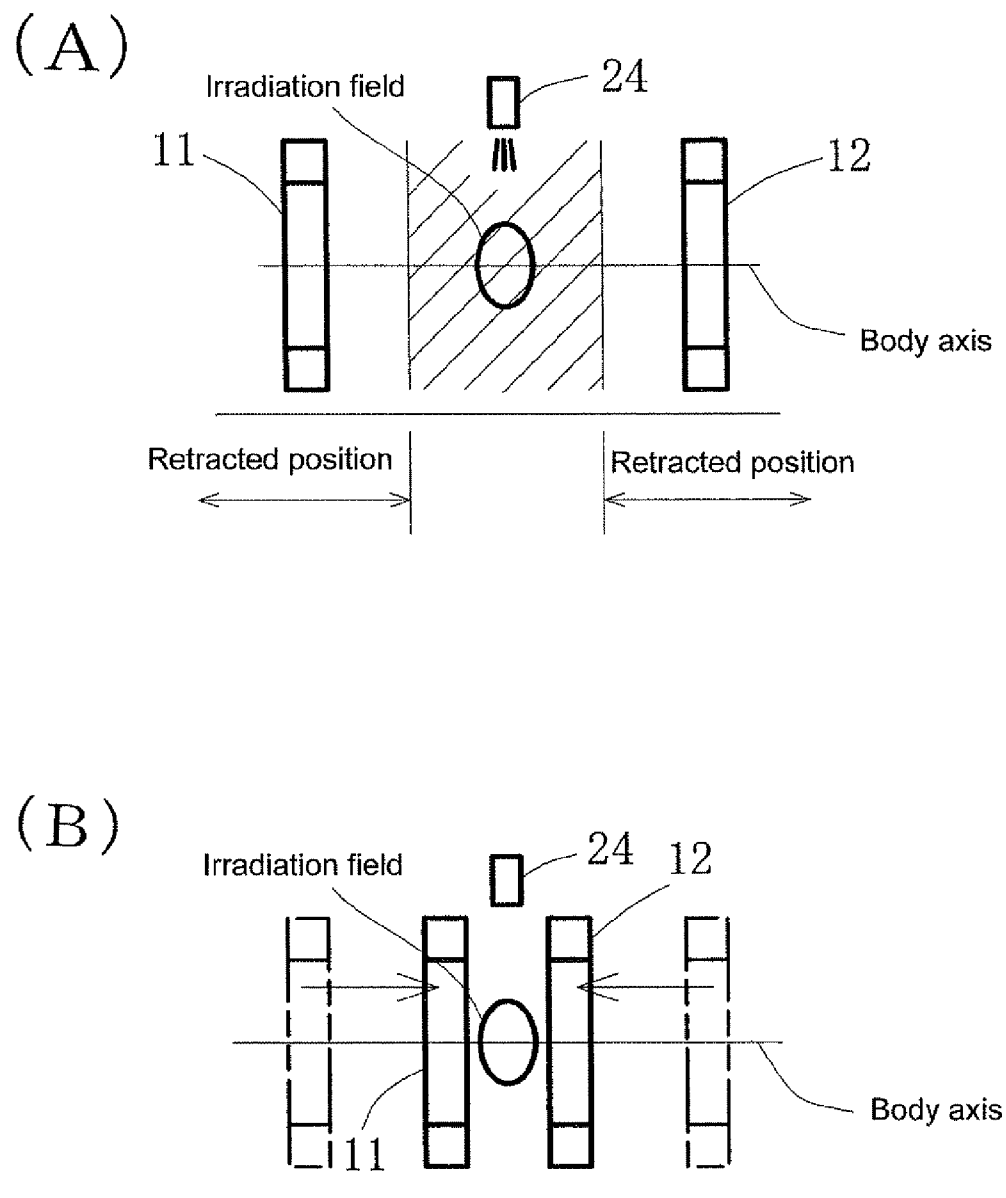 (A)
Irradiation field
24
11
12
Body axis
Retracted position
Retracted position
(B)
Irradiation field
24
12
Body axis
11